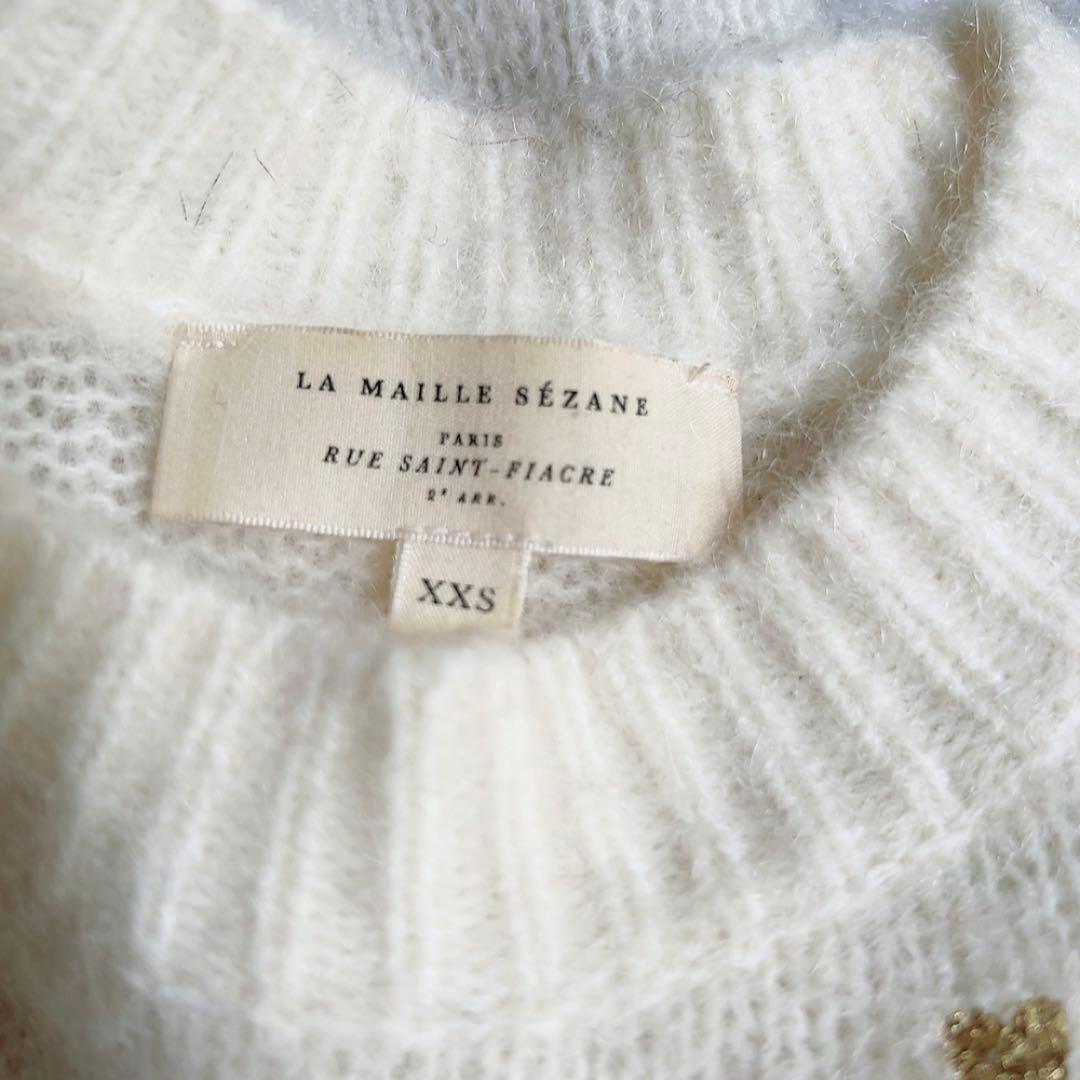 LA MAILLE SÉZANE
PARIS
RUE SAINT-FIACRE
2ᵉ ARR.
XXS